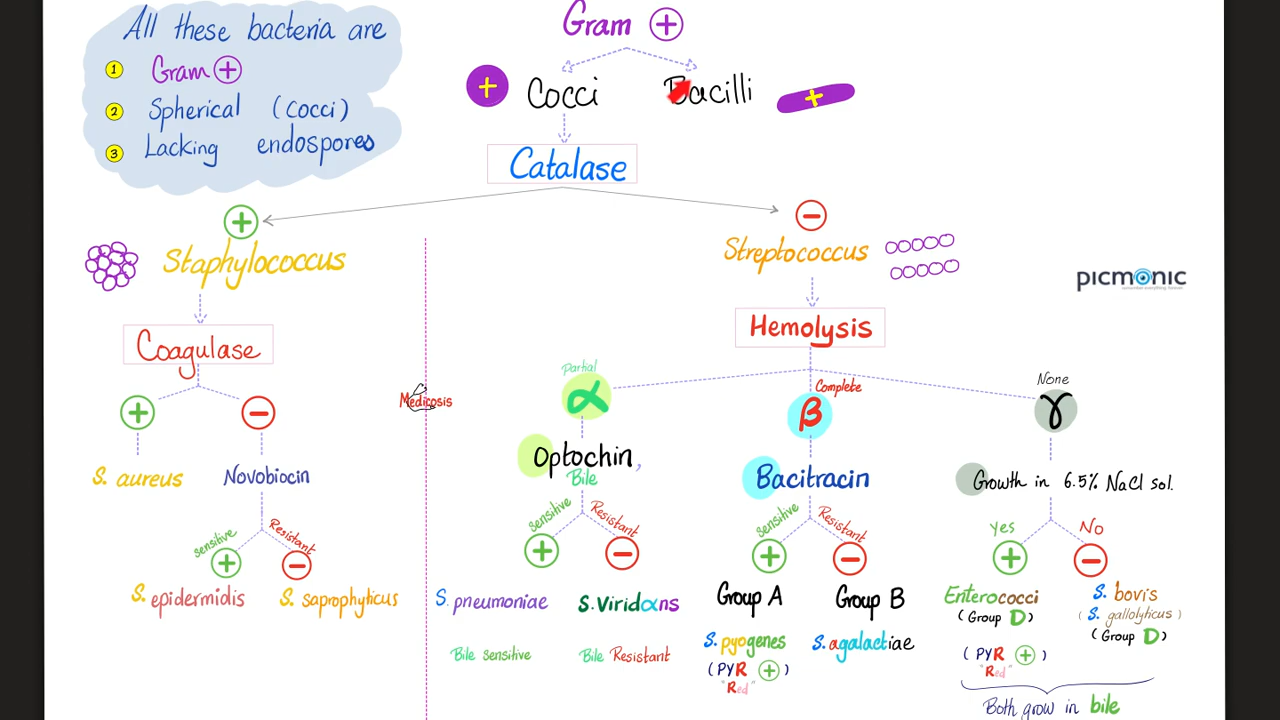 All these bacteria are
1 Gram +
2 Spherical (cocci)
3 Lacking endospores
Gram +
+ Cocci Bacilli +
Catalase
+ −
Staphylococcus
Streptococcus
picmonic
Coagulase
Hemolysis
Partial
α
Complete
β
None
γ
Medicosis
+ −
S. aureus
Novobiocin
sensitive Resistant
+ −
S. epidermidis
S. saprophyticus
Optochin,
Bile
sensitive Resistant
+ −
S. pneumoniae
S. Viridαns
Bile sensitive
Bile Resistant
Bacitracin
sensitive Resistant
+ −
Group A
Group B
S. pyogenes
S. agalactiae
(PYR +)
"Red"
Growth in 6.5% NaCl sol.
Yes No
+ −
Enterococci
(Group D)
S. bovis
(S. gallolyticus)
(Group D)
(PYR +)
"Red"
Both grow in bile